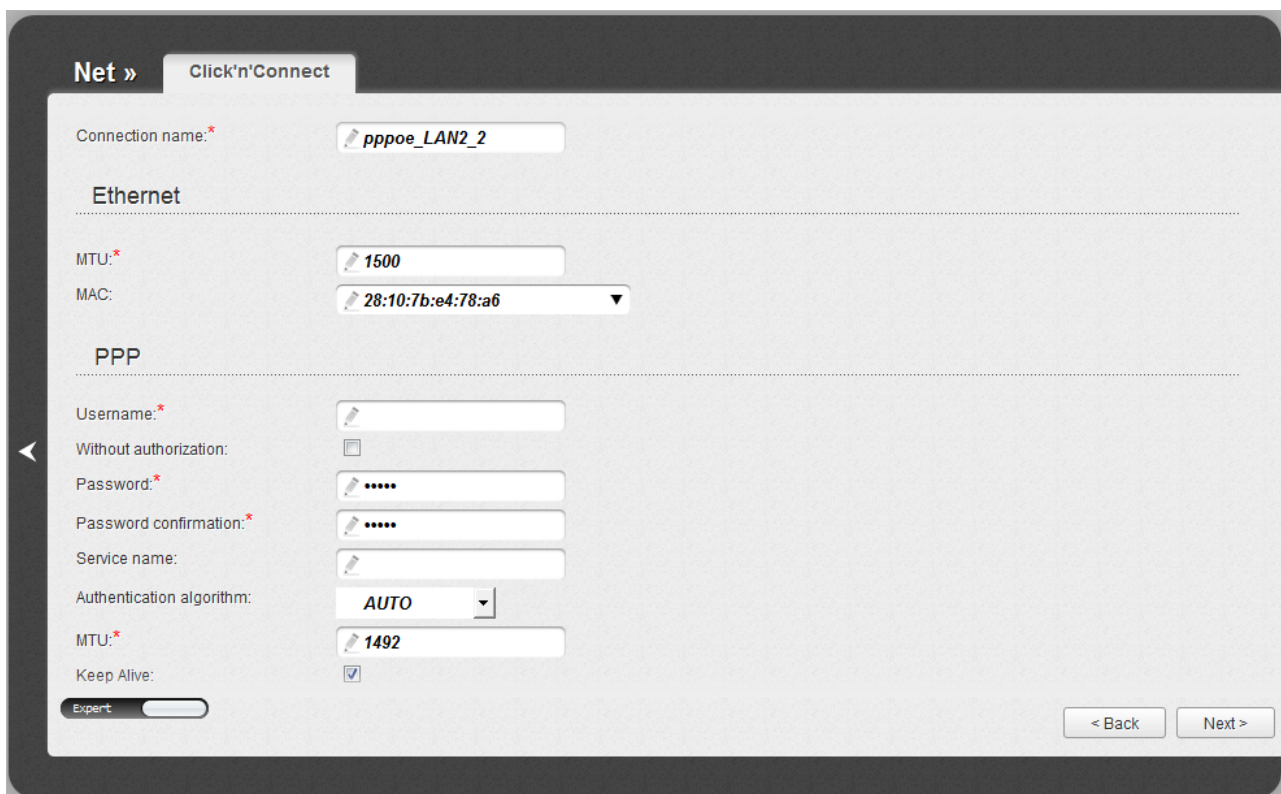 Net » Click'n'Connect
Connection name:* pppoe_LAN2_2
Ethernet
MTU:* 1500
MAC: 28:10:7b:e4:78:a6
PPP
Username:*
Without authorization:
Password:* •••••
Password confirmation:* •••••
Service name:
Authentication algorithm: AUTO
MTU:* 1492
Keep Alive:
Expert
< Back Next >